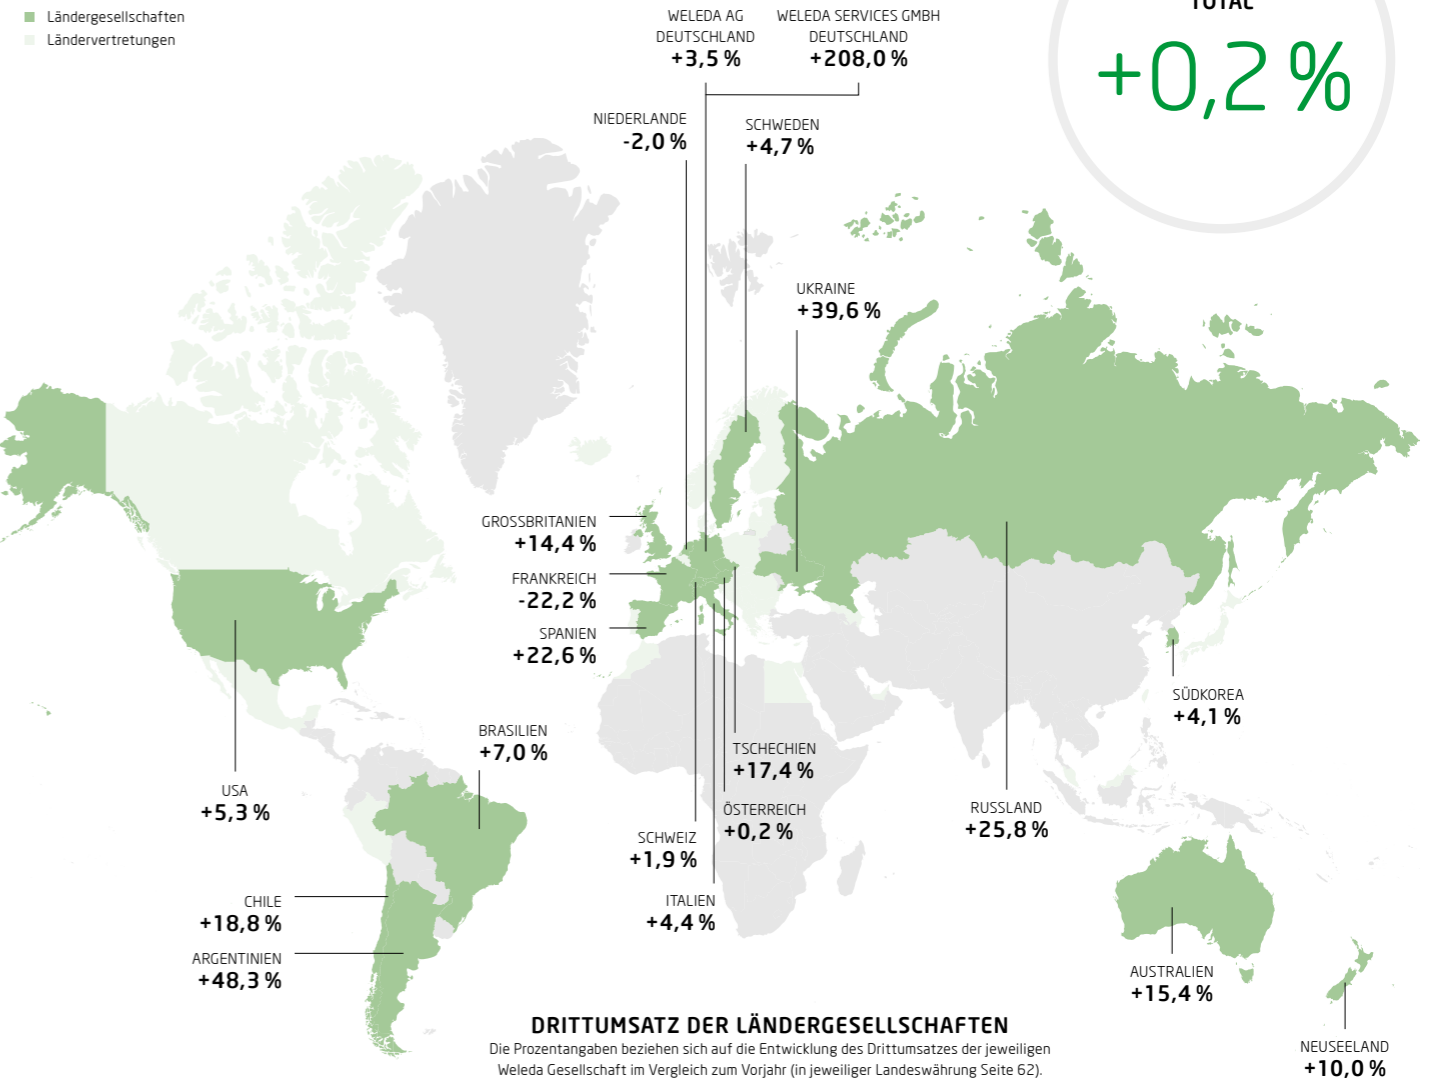 Ländergesellschaften
Ländervertretungen
WELEDA AG
DEUTSCHLAND
+3,5 %
WELEDA SERVICES GMBH
DEUTSCHLAND
+208,0 %
TOTAL
+0,2 %
NIEDERLANDE
-2,0 %
SCHWEDEN
+4,7 %
UKRAINE
+39,6 %
GROSSBRITANIEN
+14,4 %
FRANKREICH
-22,2 %
SPANIEN
+22,6 %
SÜDKOREA
+4,1 %
BRASILIEN
+7,0 %
TSCHECHIEN
+17,4 %
USA
+5,3 %
ÖSTERREICH
+0,2 %
RUSSLAND
+25,8 %
SCHWEIZ
+1,9 %
CHILE
+18,8 %
ITALIEN
+4,4 %
ARGENTINIEN
+48,3 %
AUSTRALIEN
+15,4 %
DRITTUMSATZ DER LÄNDERGESELLSCHAFTEN
Die Prozentangaben beziehen sich auf die Entwicklung des Drittumsatzes der jeweiligen
Weleda Gesellschaft im Vergleich zum Vorjahr (in jeweiliger Landeswährung Seite 62).
NEUSEELAND
+10,0 %